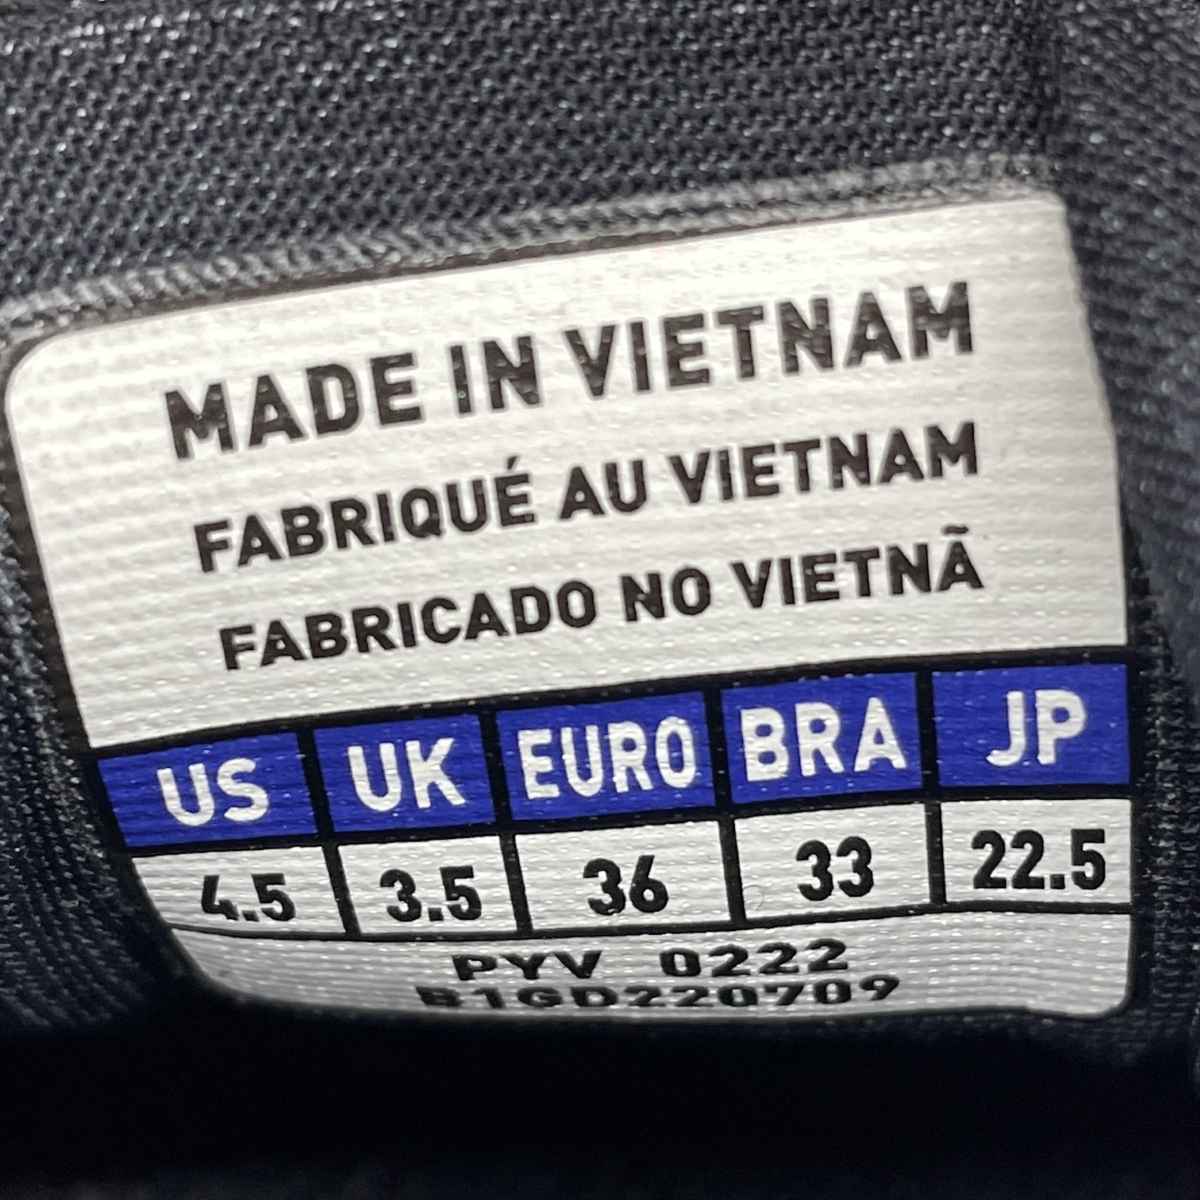 MADE IN VIETNAM
FABRIQUÉ AU VIETNAM
FABRICADO NO VIETNÃ
US UK EURO BRA JP
4.5 3.5 36 33 22.5
PYV 0222
B1GD220709